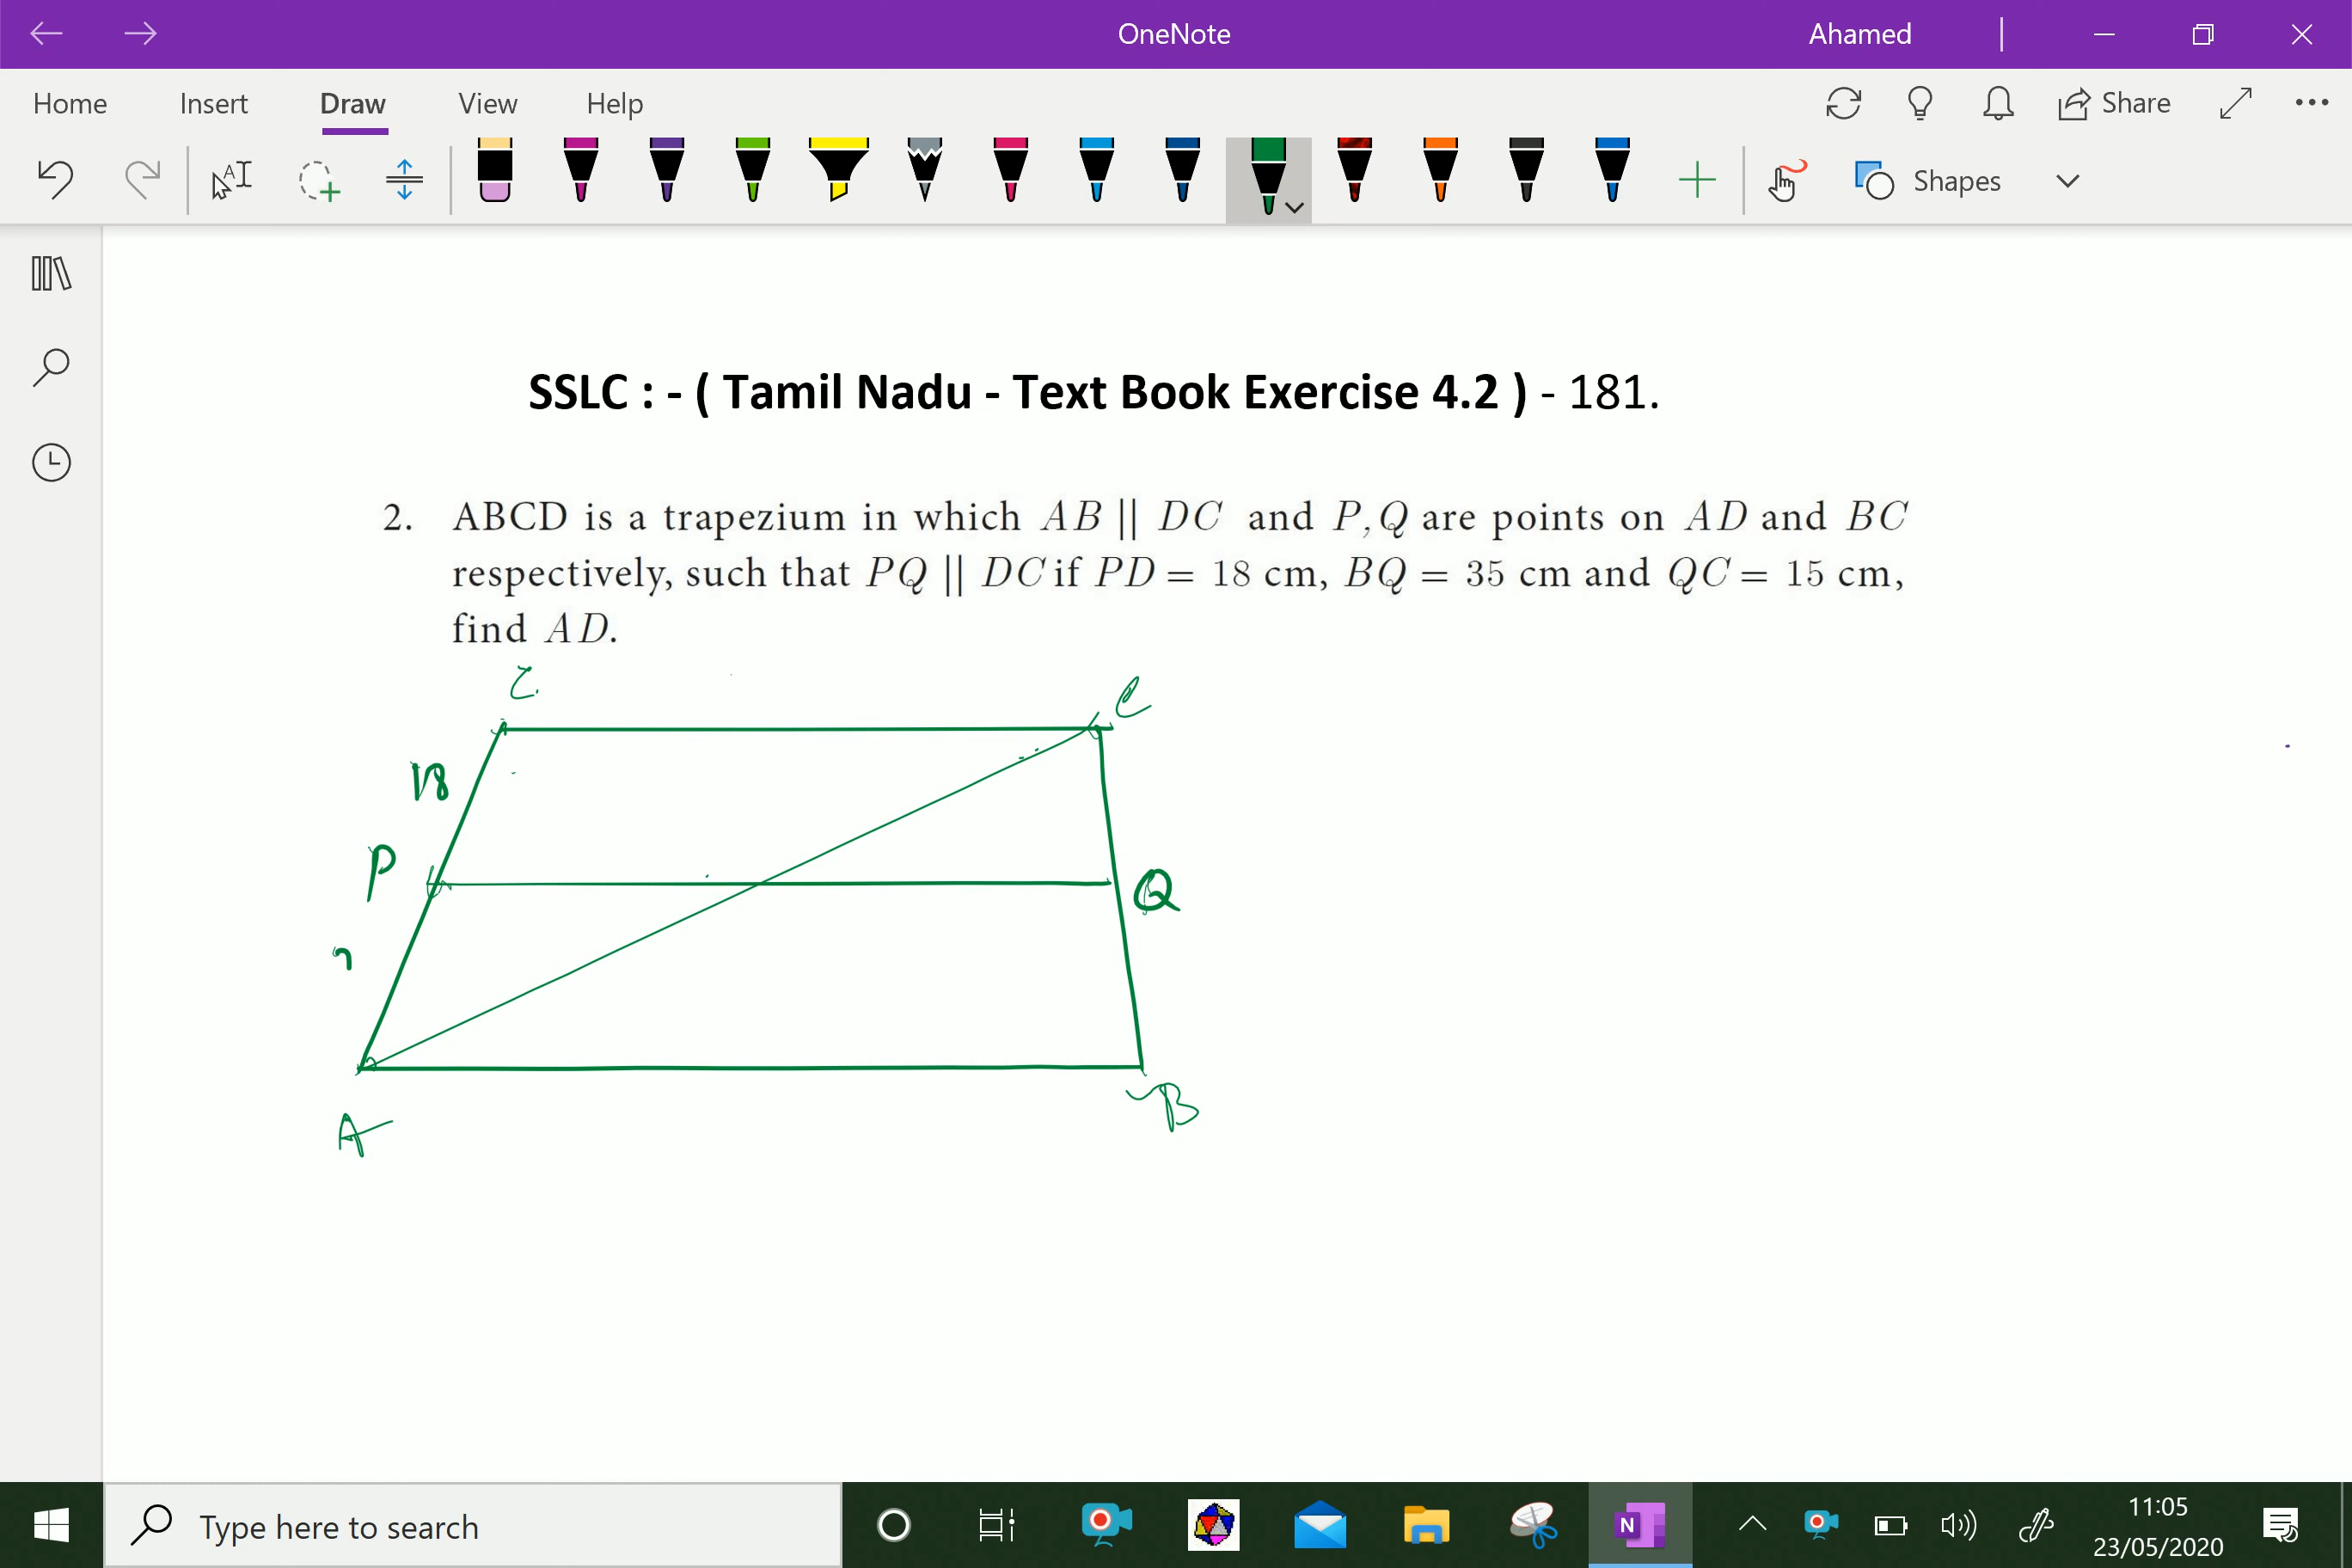 OneNote
Ahamed
Home Insert Draw View Help
Share
Shapes
SSLC : - ( Tamil Nadu - Text Book Exercise 4.2 ) - 181.
2. ABCD is a trapezium in which AB || DC and P,Q are points on AD and BC
respectively, such that PQ || DC if PD = 18 cm, BQ = 35 cm and QC = 15 cm,
find AD.
C
18
P
Q
A
B
Type here to search
N
11:05
23/05/2020